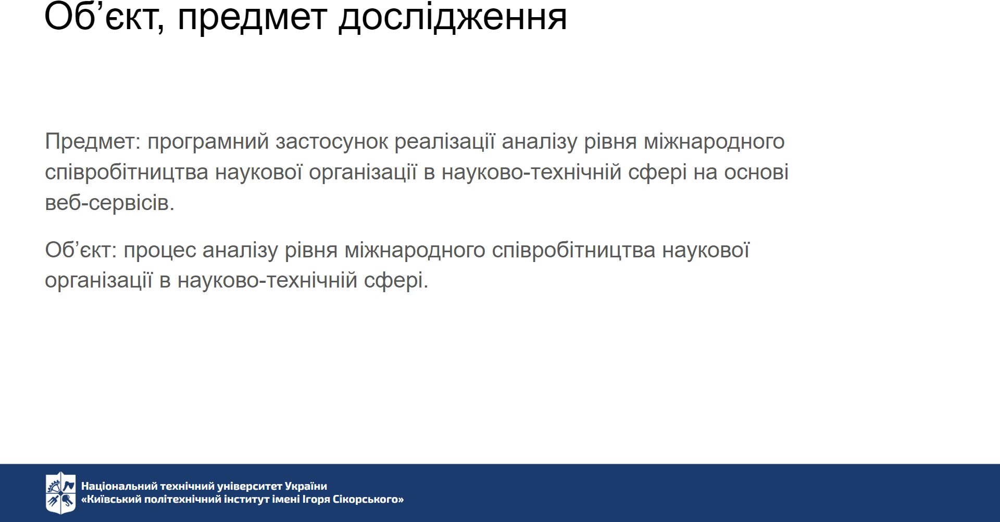 Об’єкт, предмет дослідження
Предмет: програмний застосунок реалізації аналізу рівня міжнародного
співробітництва наукової організації в науково-технічній сфері на основі
веб-сервісів.
Об’єкт: процес аналізу рівня міжнародного співробітництва наукової
організації в науково-технічній сфері.
Національний технічний університет України
«Київський політехнічний інститут імені Ігоря Сікорського»